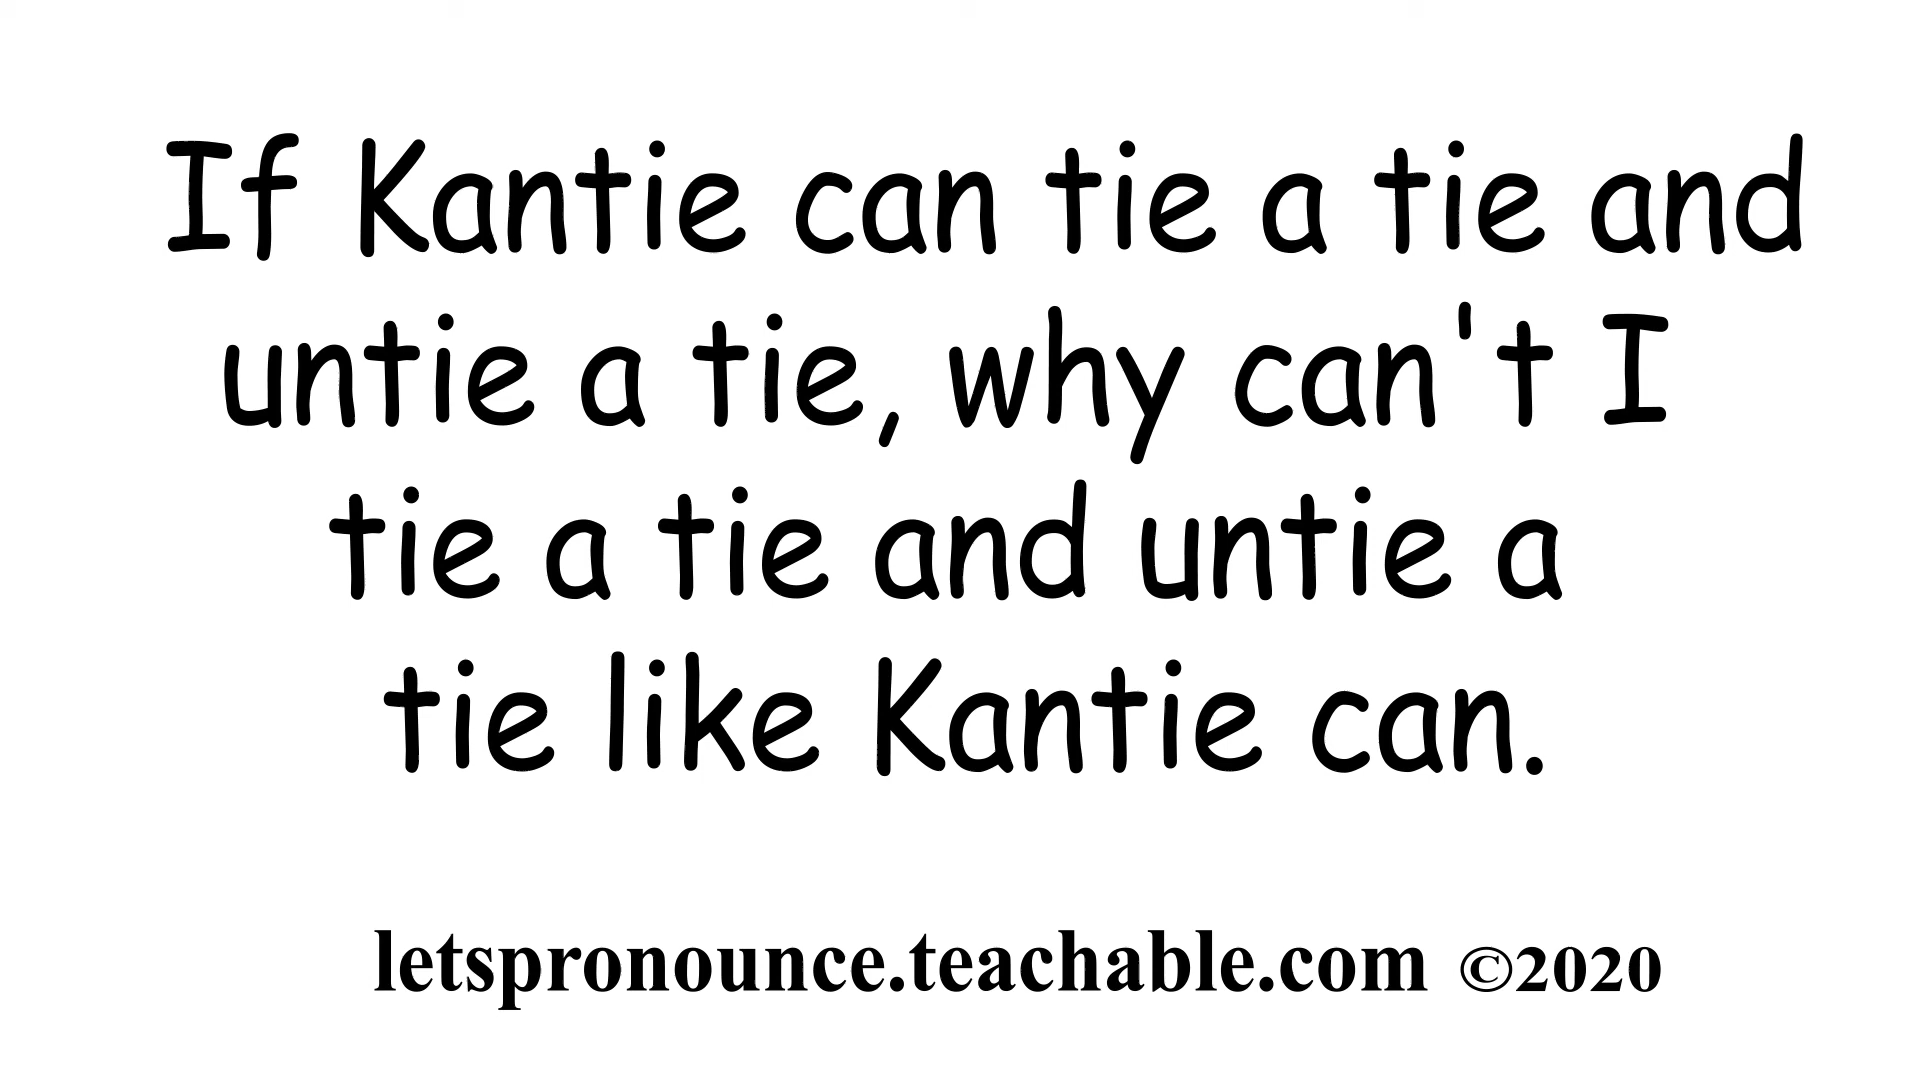 If Kantie can tie a tie and
untie a tie, why can't I
tie a tie and untie a
tie like Kantie can.
letspronounce.teachable.com ©2020